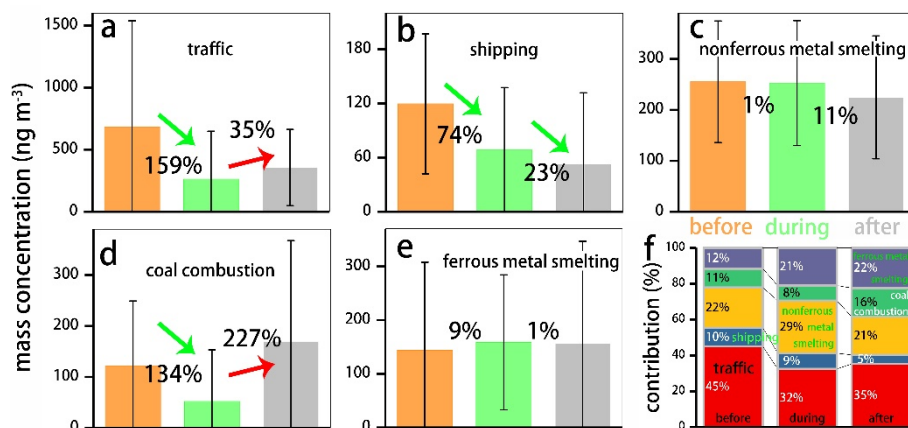 mass concentration (ng m⁻³)
a
traffic
1500
1000
500
0
159%
35%
b
shipping
180
120
60
0
74%
23%
c
nonferrous metal smelting
300
200
100
0
1%
11%
d
coal combustion
300
200
100
0
134%
227%
e
ferrous metal smelting
300
200
100
0
9%
1%
before during after
f
contribution (%)
100
80
60
40
20
0
12%
11%
22%
10% shipping
traffic
45%
before
21%
8%
nonferrous
29% metal
smelting
9%
32%
during
ferrous metal
22%
smelting
coal
16%
combustion
21%
5%
35%
after